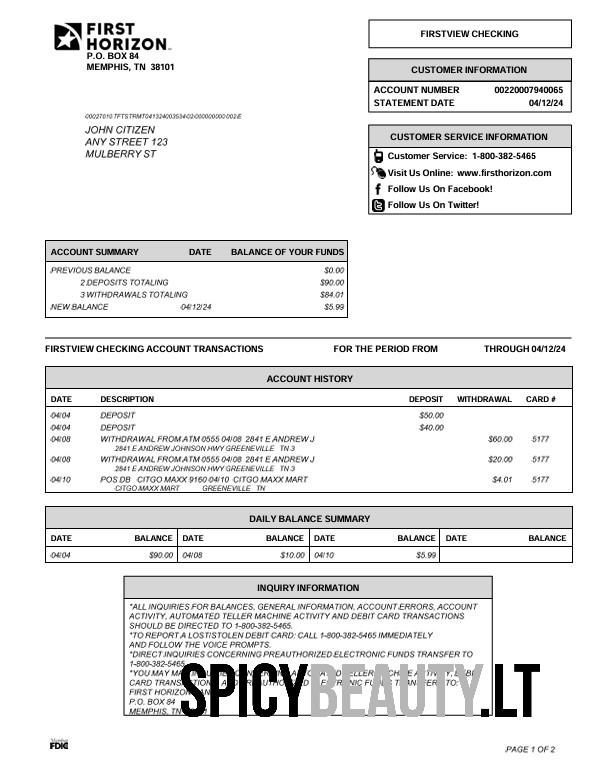 FIRST
HORIZON
P.O. BOX 84
MEMPHIS, TN 38101
FIRSTVIEW CHECKING
CUSTOMER INFORMATION
ACCOUNT NUMBER 00220007940065
STATEMENT DATE 04/12/24
CUSTOMER SERVICE INFORMATION
Customer Service: 1-800-382-5465
Visit Us Online: www.firsthorizon.com
Follow Us On Facebook!
Follow Us On Twitter!
JOHN CITIZEN
ANY STREET 123
MULBERRY ST
ACCOUNT SUMMARY DATE BALANCE OF YOUR FUNDS
PREVIOUS BALANCE $0.00
2 DEPOSITS TOTALING $90.00
3 WITHDRAWALS TOTALING $84.01
NEW BALANCE 04/12/24 $5.99
FIRSTVIEW CHECKING ACCOUNT TRANSACTIONS FOR THE PERIOD FROM THROUGH 04/12/24
ACCOUNT HISTORY
DATE DESCRIPTION DEPOSIT WITHDRAWAL CARD #
04/04 DEPOSIT $50.00
04/04 DEPOSIT $40.00
04/08 WITHDRAWAL FROM ATM 0555 04/08 2841 E ANDREW J $60.00 5177
2841 E ANDREW JOHNSON HWY GREENEVILLE TN 3
04/08 WITHDRAWAL FROM ATM 0555 04/08 2841 E ANDREW J $20.00 5177
2841 E ANDREW JOHNSON HWY GREENEVILLE TN 3
04/10 POS DB CITGO MAXX 9160 04/10 CITGO MAXX MART $4.01 5177
CITGO MAXX MART GREENEVILLE TN
DAILY BALANCE SUMMARY
DATE BALANCE DATE BALANCE DATE BALANCE DATE BALANCE
04/04 $90.00 04/08 $10.00 04/10 $5.99
INQUIRY INFORMATION
*ALL INQUIRIES FOR BALANCES, GENERAL INFORMATION, ACCOUNT ERRORS, ACCOUNT
ACTIVITY, AUTOMATED TELLER MACHINE ACTIVITY AND DEBIT CARD TRANSACTIONS
SHOULD BE DIRECTED TO 1-800-382-5465.
*TO REPORT A LOST/STOLEN DEBIT CARD: CALL 1-800-382-5465 IMMEDIATELY
AND FOLLOW THE VOICE PROMPTS.
*DIRECT INQUIRIES CONCERNING PREAUTHORIZED ELECTRONIC FUNDS TRANSFER TO
1-800-382-5465.
*YOU MAY
CARD
FIRST HORIZON
P.O. BOX 84
MEMPHIS, TN
SPICYBEAUTY.LT
Member
FDIC
PAGE 1 OF 2